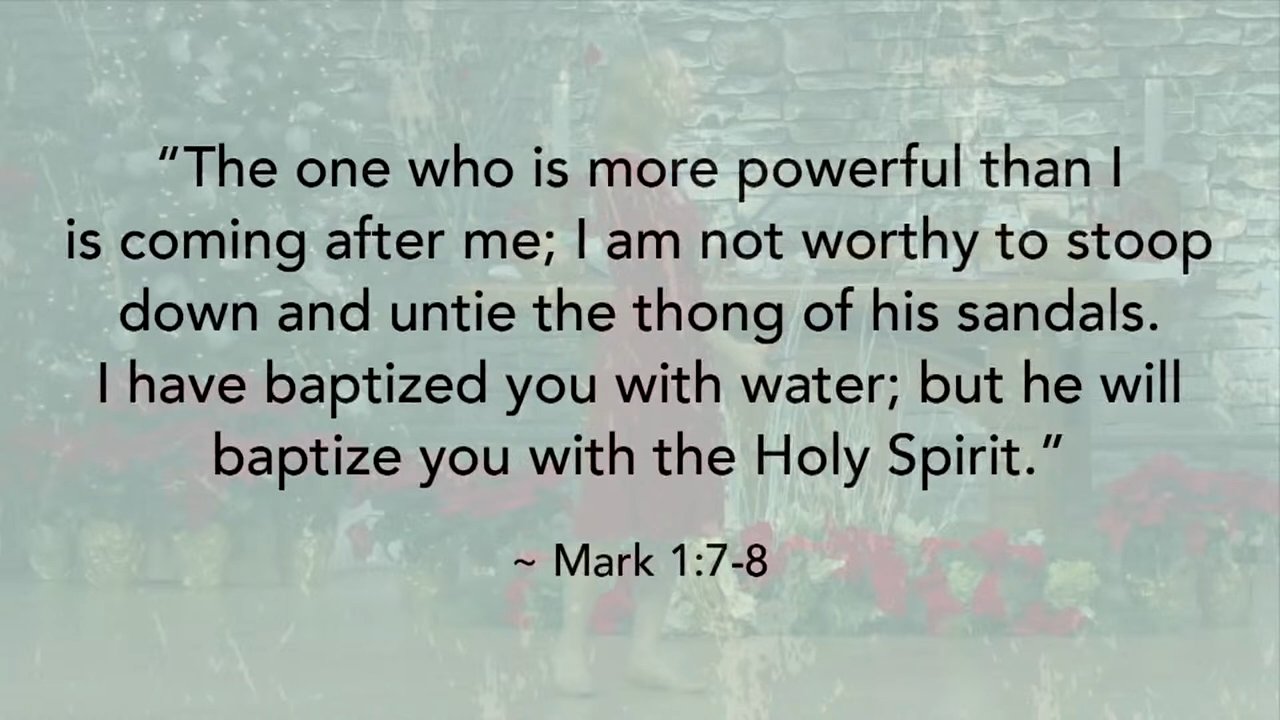 “The one who is more powerful than I
is coming after me; I am not worthy to stoop
down and untie the thong of his sandals.
I have baptized you with water; but he will
baptize you with the Holy Spirit.”
~ Mark 1:7-8